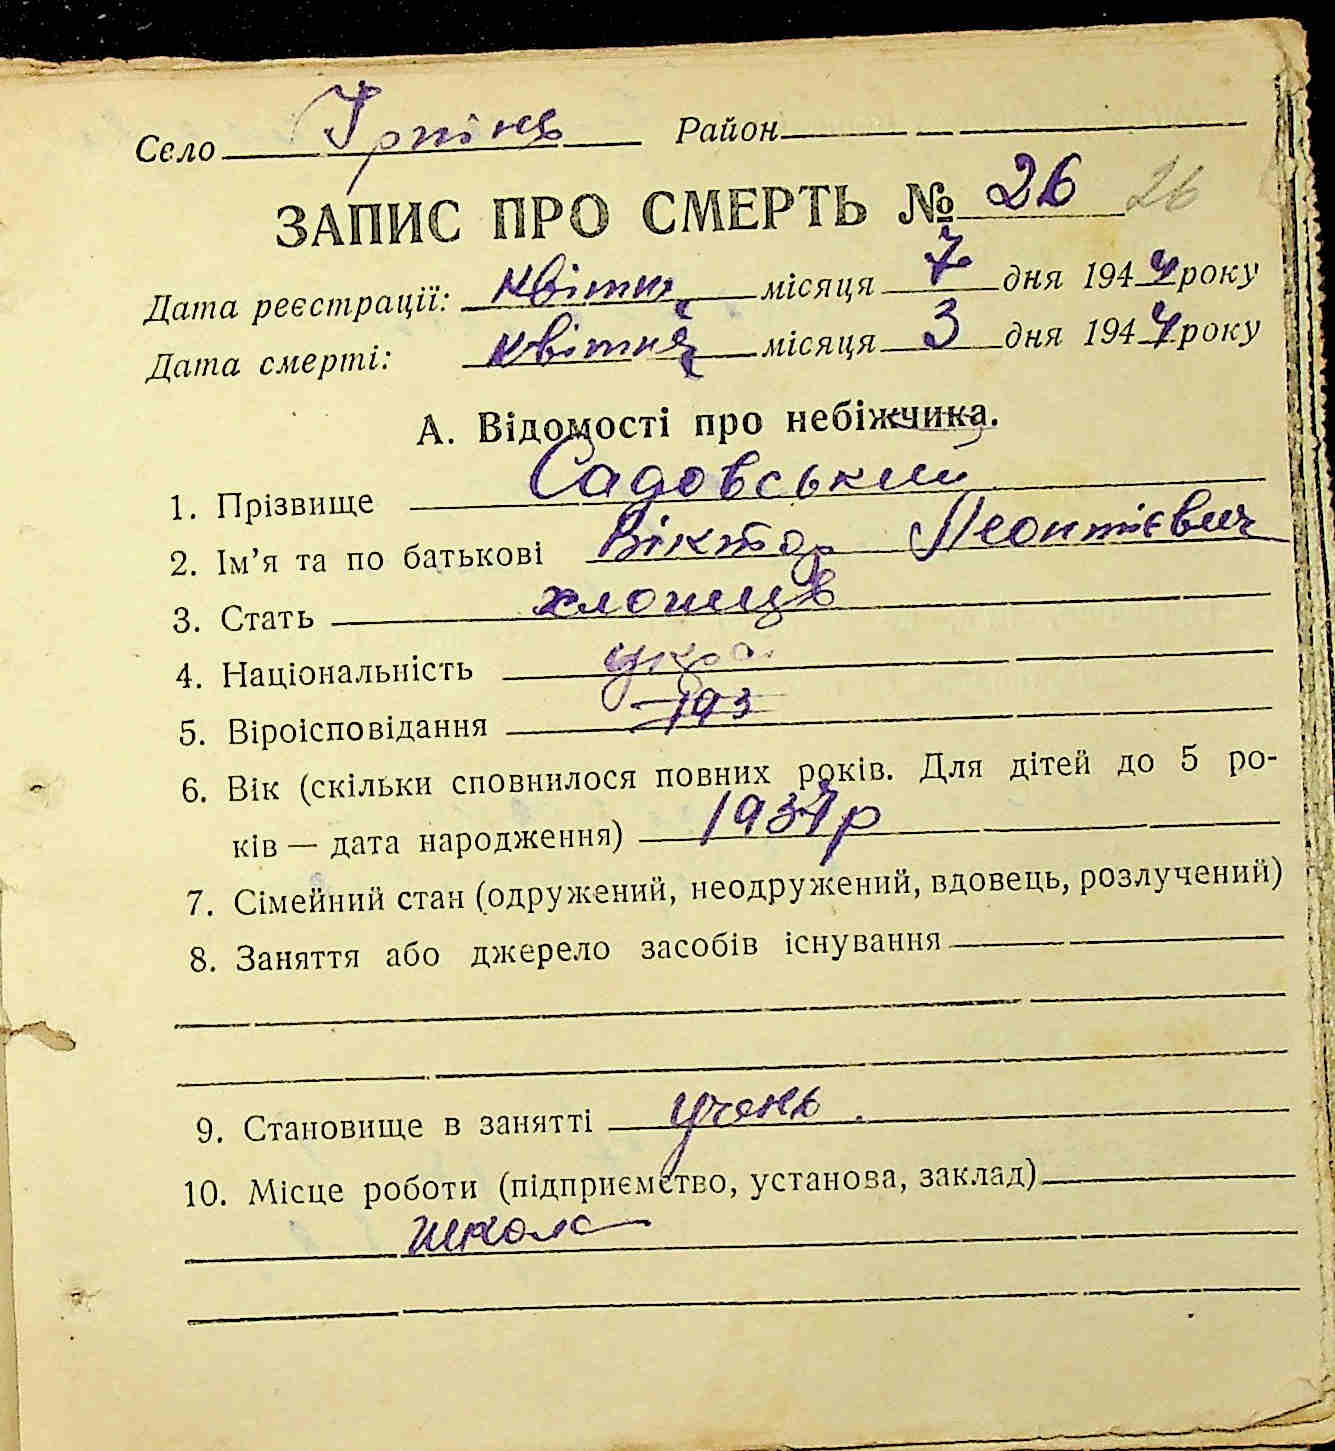 Село Ірпінь Район
ЗАПИС ПРО СМЕРТЬ № 26 26
Дата реєстрації: квітня місяця 7 дня 1944 року
Дата смерті: квітня місяця 3 дня 1944 року
А. Відомості про небіжчика.
1. Прізвище Садовський
2. Ім’я та по батькові Віктор Леонтієвич
3. Стать хлопець
4. Національність укра.
5. Віроісповідання 193
6. Вік (скільки сповнилося повних років. Для дітей до 5 ро-
ків — дата народження) 1934р
7. Сімейний стан (одружений, неодружений, вдовець, розлучений)
8. Заняття або джерело засобів існування
9. Становище в занятті учень.
10. Місце роботи (підприємство, установа, заклад)
школа